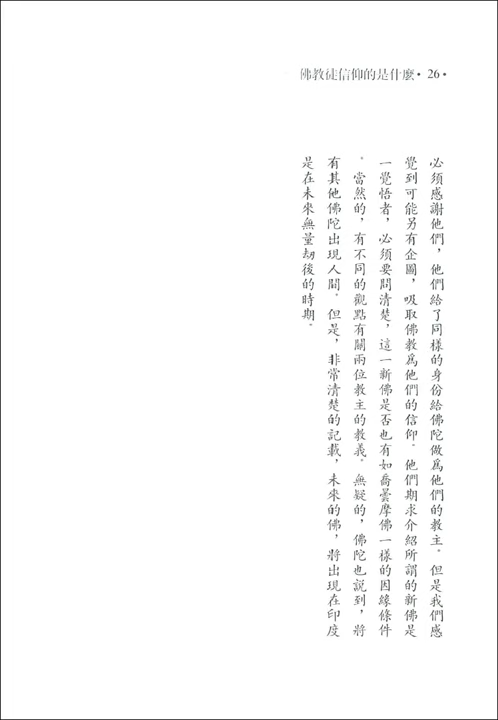 佛教徒信仰的是什麼・26・
必須感謝他們，他們給了同樣的身份給佛陀做爲他們的教主。但是我們感
覺到可能另有企圖，吸取佛教爲他們的信仰。他們期求介紹所謂的新佛是
一覺悟者，必須要問清楚，這一新佛是否也有如喬曇摩佛一樣的因緣條件
。當然的，有不同的觀點有關兩位教主的教義。無疑的，佛陀也說到，將
有其他佛陀出現人間。但是，非常清楚的記載，未來的佛，將出現在印度
是在未來無量劫後的時期。